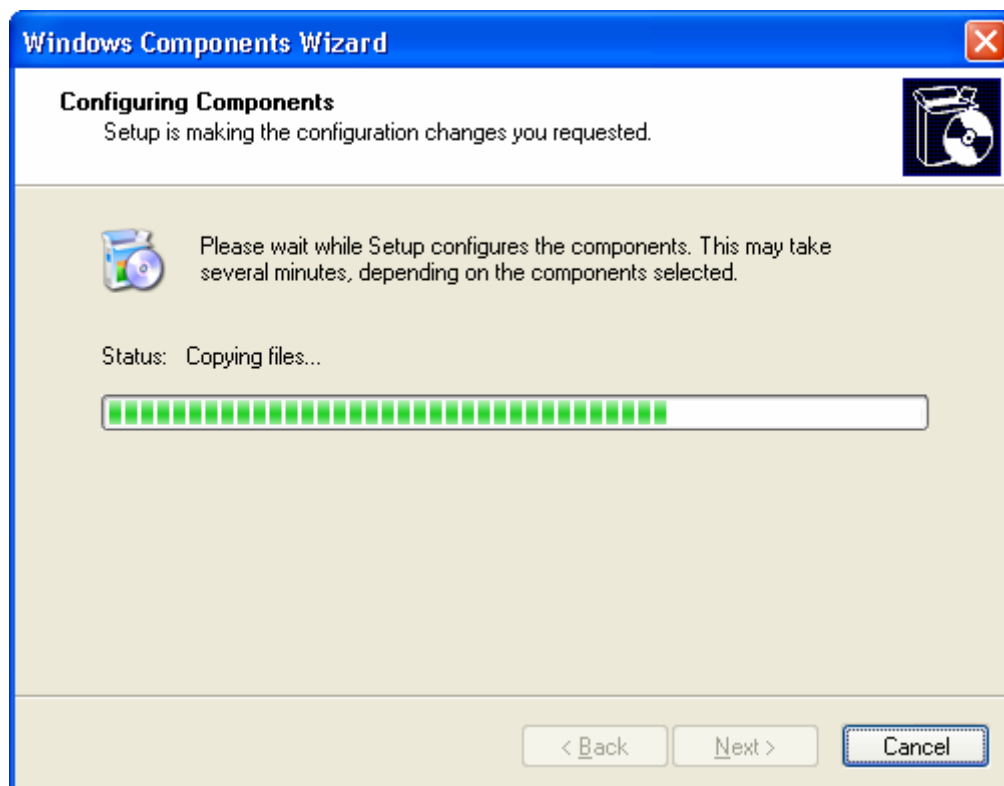 Windows Components Wizard
Configuring Components
Setup is making the configuration changes you requested.
Please wait while Setup configures the components. This may take
several minutes, depending on the components selected.
Status: Copying files...
< Back Next > Cancel